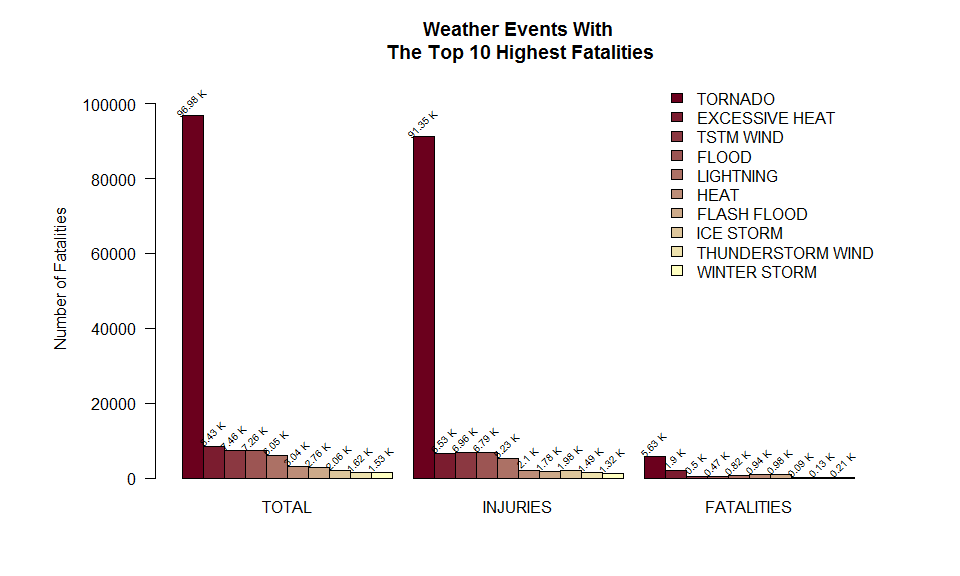 Weather Events With
The Top 10 Highest Fatalities
Number of Fatalities
100000
80000
60000
40000
20000
0
TORNADO
EXCESSIVE HEAT
TSTM WIND
FLOOD
LIGHTNING
HEAT
FLASH FLOOD
ICE STORM
THUNDERSTORM WIND
WINTER STORM
96.98 K
8.43 K
7.46 K
7.26 K
6.05 K
3.04 K
2.76 K
2.06 K
1.62 K
1.53 K
91.35 K
6.53 K
6.96 K
6.79 K
5.23 K
2.1 K
1.78 K
1.98 K
1.49 K
1.32 K
5.63 K
1.9 K
0.5 K
0.47 K
0.82 K
0.94 K
0.98 K
0.09 K
0.13 K
0.21 K
TOTAL
INJURIES
FATALITIES